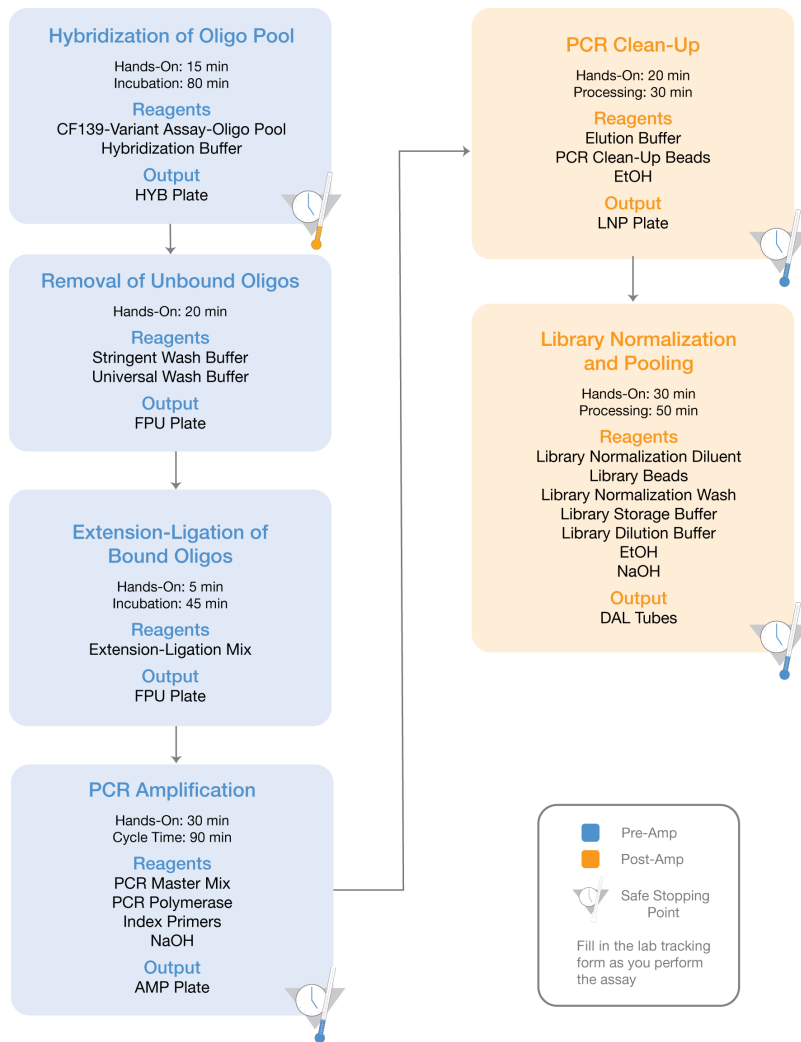 Hybridization of Oligo Pool
Hands-On: 15 min
Incubation: 80 min
Reagents
CF139-Variant Assay-Oligo Pool
Hybridization Buffer
Output
HYB Plate
Removal of Unbound Oligos
Hands-On: 20 min
Reagents
Stringent Wash Buffer
Universal Wash Buffer
Output
FPU Plate
Extension-Ligation of
Bound Oligos
Hands-On: 5 min
Incubation: 45 min
Reagents
Extension-Ligation Mix
Output
FPU Plate
PCR Amplification
Hands-On: 30 min
Cycle Time: 90 min
Reagents
PCR Master Mix
PCR Polymerase
Index Primers
NaOH
Output
AMP Plate
PCR Clean-Up
Hands-On: 20 min
Processing: 30 min
Reagents
Elution Buffer
PCR Clean-Up Beads
EtOH
Output
LNP Plate
Library Normalization
and Pooling
Hands-On: 30 min
Processing: 50 min
Reagents
Library Normalization Diluent
Library Beads
Library Normalization Wash
Library Storage Buffer
Library Dilution Buffer
EtOH
NaOH
Output
DAL Tubes
Pre-Amp
Post-Amp
Safe Stopping
Point
Fill in the lab tracking
form as you perform
the assay